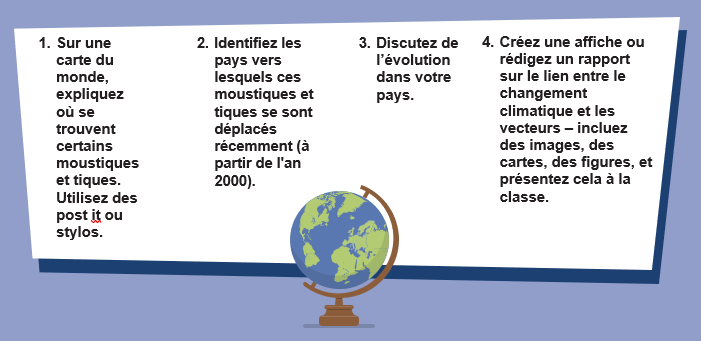 1. Sur une
carte du
monde,
expliquez
où se
trouvent
certains
moustiques
et tiques.
Utilisez des
post it ou
stylos.
2. Identifiez les
pays vers
lesquels ces
moustiques et
tiques se sont
déplacés
récemment (à
partir de l'an
2000).
3. Discutez de
l’évolution
dans votre
pays.
4. Créez une affiche ou
rédigez un rapport
sur le lien entre le
changement
climatique et les
vecteurs – incluez
des images, des
cartes, des figures, et
présentez cela à la
classe.